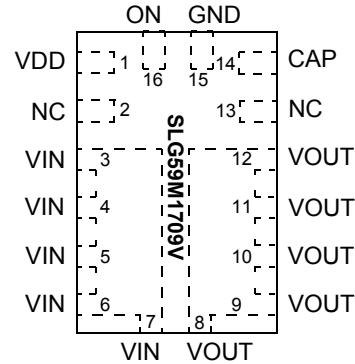 ON GND
VDD 1 16 15 14 CAP
NC 2 13 NC
SLG59M1709V
VIN 3 12 VOUT
VIN 4 11 VOUT
VIN 5 10 VOUT
VIN 6 9 VOUT
7 8
VIN VOUT